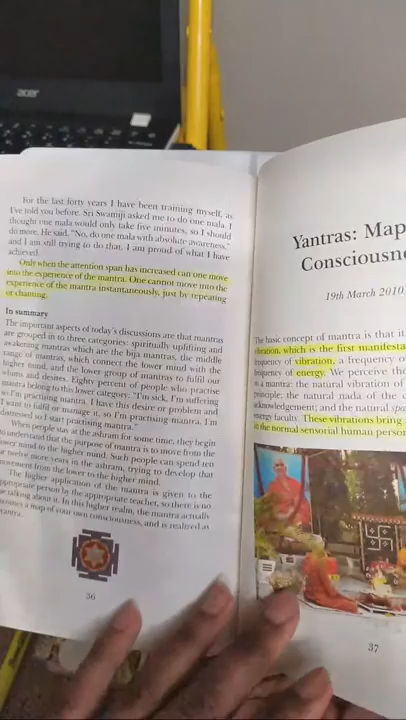 acer
For the last forty years I have been training myself, as
I've told you before. Sri Swamiji asked me to do one mala. I
thought one mala would only take five minutes, so I should
do more. He said, "No, do one mala with absolute awareness,"
and I am still trying to do that. I am proud of what I have
achieved.
Only when the attention span has increased can one move
into the experience of the mantra. One cannot move into the
experience of the mantra instantaneously, just by repeating
or chanting.
In summary
The important aspects of today's discussions are that mantras
are grouped in to three categories: spiritually uplifting and
awakening mantras which are the bija mantras, the middle
range of mantras, which connect the lower mind with the
higher mind, and the lower group of mantras to fulfil our
whims and desires. Eighty percent of people who practise
mantra belong to this lower category: "I'm sick, I'm suffering
so I'm practising mantra. I have this desire or problem and
I want to fulfil or manage it, so I'm practising mantra. I'm
distressed so I start practising mantra."
When people stay at the ashram for some time, they begin
to understand that the purpose of mantra is to move from the
lower mind to the higher mind. Such people can spend ten
or twelve more years in the ashram, trying to develop that
movement from the lower to the higher mind.
The higher application of the mantra is given to the
appropriate person by the appropriate teacher, so there is no
use talking about it. In this higher realm, the mantra actually
becomes a map of your own consciousness, and is realized as
yantra.
36
Yantras: Map
Consciousne
19th March 2010
The basic concept of mantra is that it
vibration, which is the first manifesta
frequency of vibration, a frequency o
frequency of energy. We perceive the
is a mantra: the natural vibration of
principle, the natural nada of the
acknowledgement; and the natural spa
energy faculty. These vibrations bring
the normal sensorial human person
37